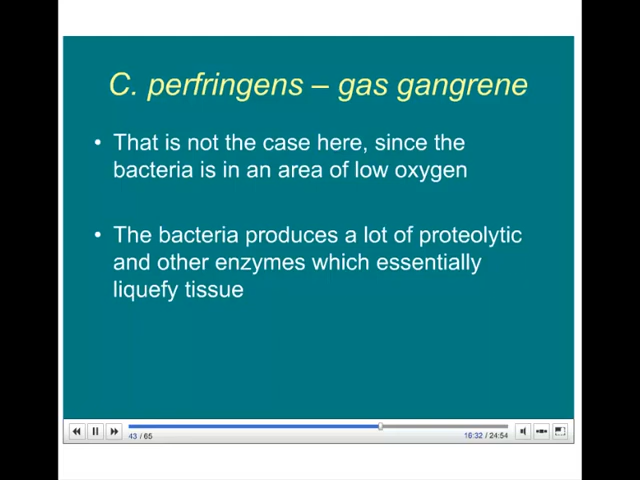 C. perfringens – gas gangrene
• That is not the case here, since the
bacteria is in an area of low oxygen
• The bacteria produces a lot of proteolytic
and other enzymes which essentially
liquefy tissue
43 / 65
16:32 / 24:54